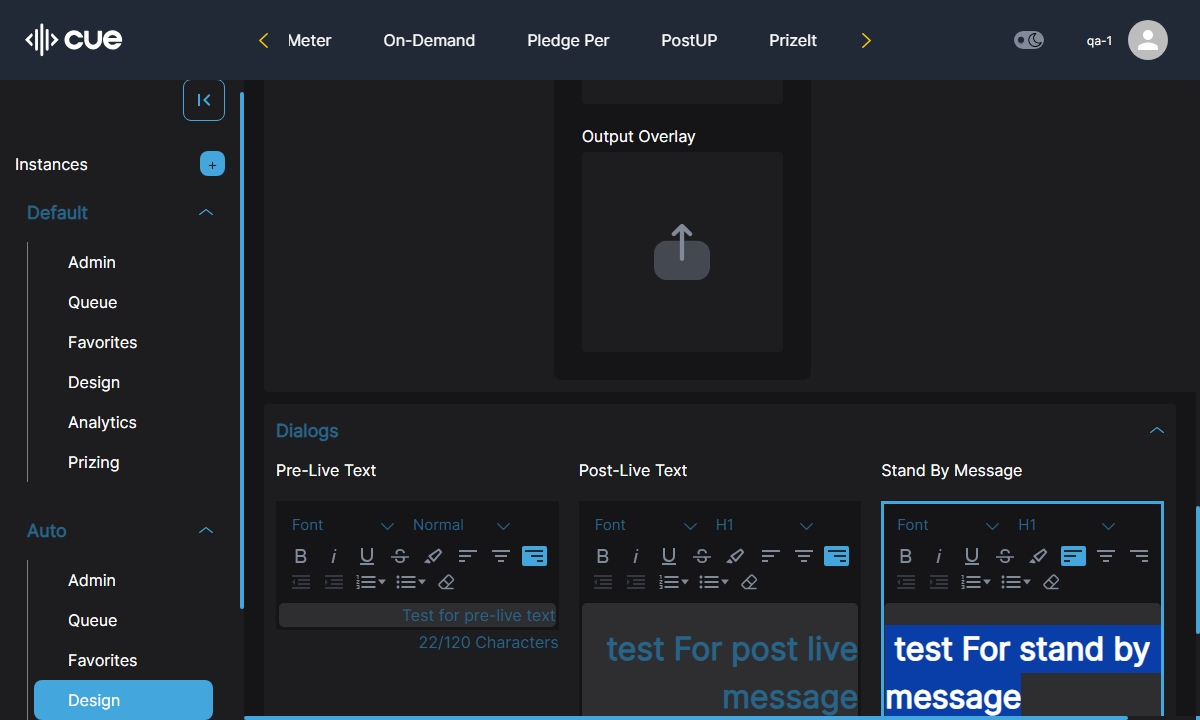 cue
Meter On-Demand Pledge Per PostUP PrizeIt
qa-1
Instances
+
Default
Admin
Queue
Favorites
Design
Analytics
Prizing
Auto
Admin
Queue
Favorites
Design
Output Overlay
Dialogs
Pre-Live Text
Font Normal
B i U S
Test for pre-live text
22/120 Characters
Post-Live Text
Font H1
B i U S
test For post live
message
Stand By Message
Font H1
B i U S
test For stand by
message